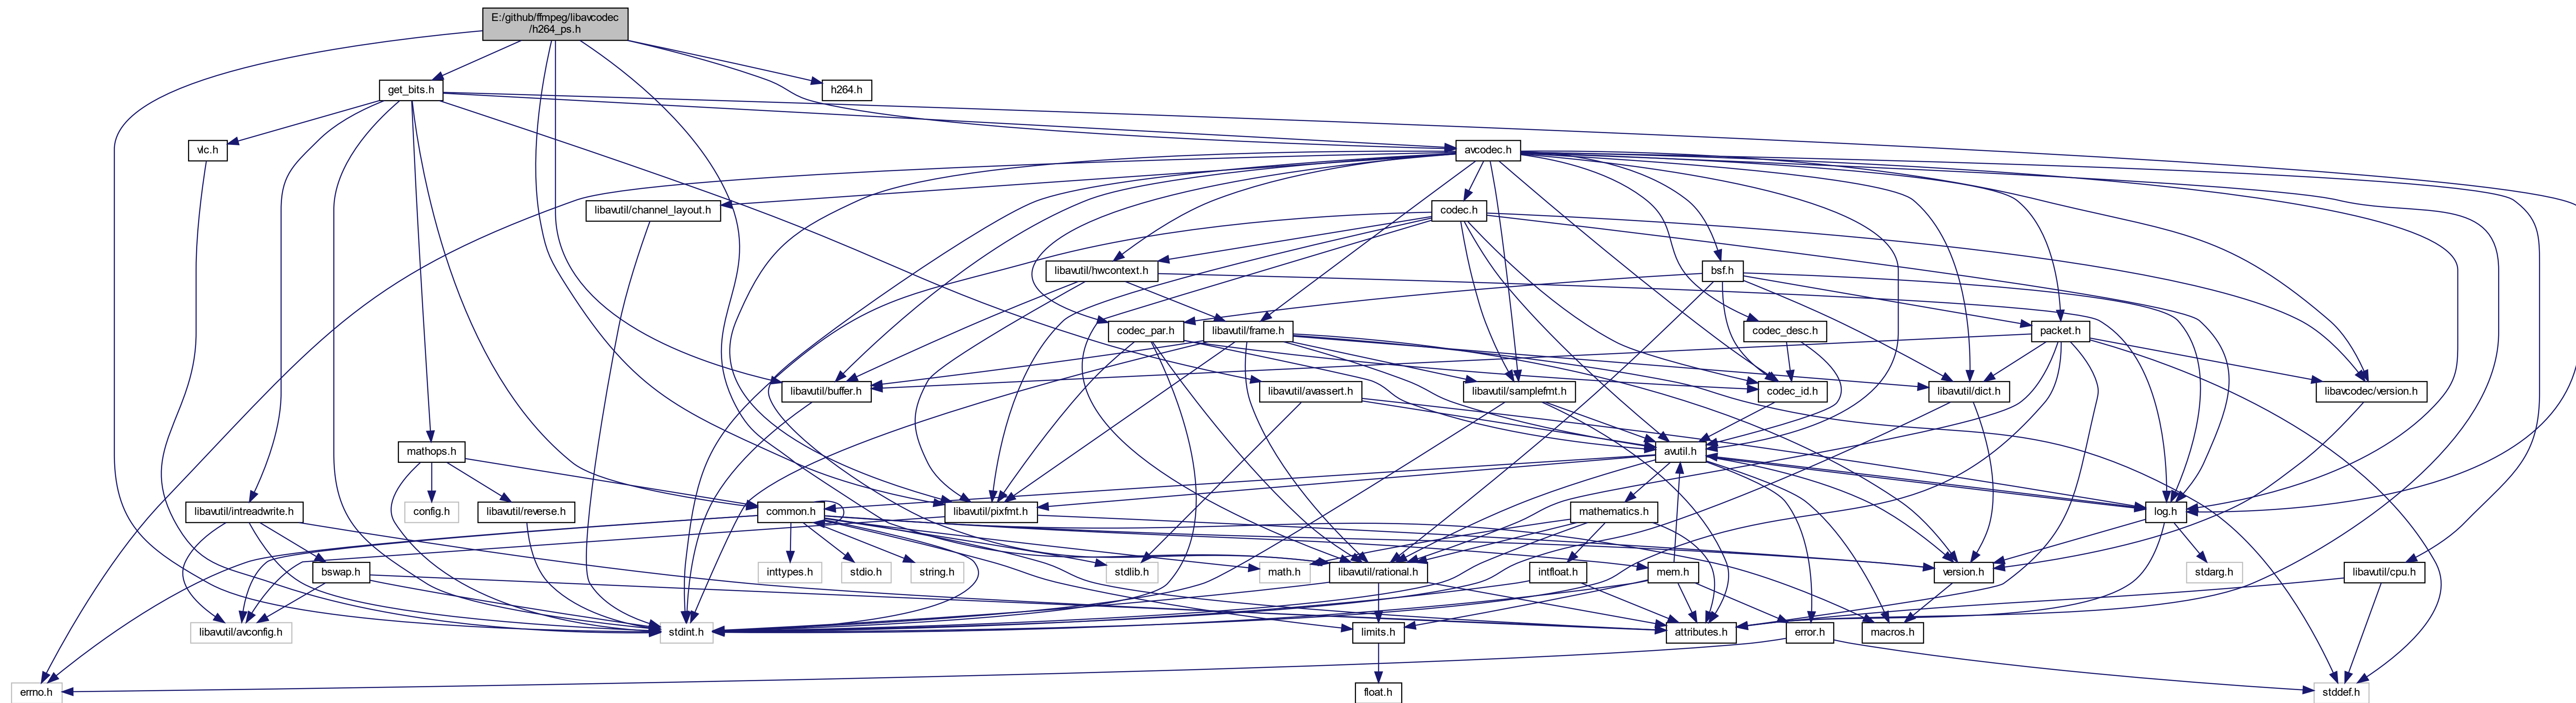 E:/github/ffmpeg/libavcodec
/h264_ps.h
get_bits.h
h264.h
vlc.h
avcodec.h
libavutil/channel_layout.h
codec.h
libavutil/hwcontext.h
bsf.h
codec_par.h
libavutil/frame.h
codec_desc.h
packet.h
libavutil/buffer.h
libavutil/avassert.h
libavutil/samplefmt.h
codec_id.h
libavutil/dict.h
libavcodec/version.h
mathops.h
avutil.h
libavutil/intreadwrite.h
config.h
libavutil/reverse.h
common.h
libavutil/pixfmt.h
mathematics.h
log.h
bswap.h
inttypes.h
stdio.h
string.h
stdlib.h
math.h
libavutil/rational.h
intfloat.h
mem.h
version.h
stdarg.h
libavutil/cpu.h
libavutil/avconfig.h
stdint.h
limits.h
attributes.h
error.h
macros.h
errno.h
float.h
stddef.h